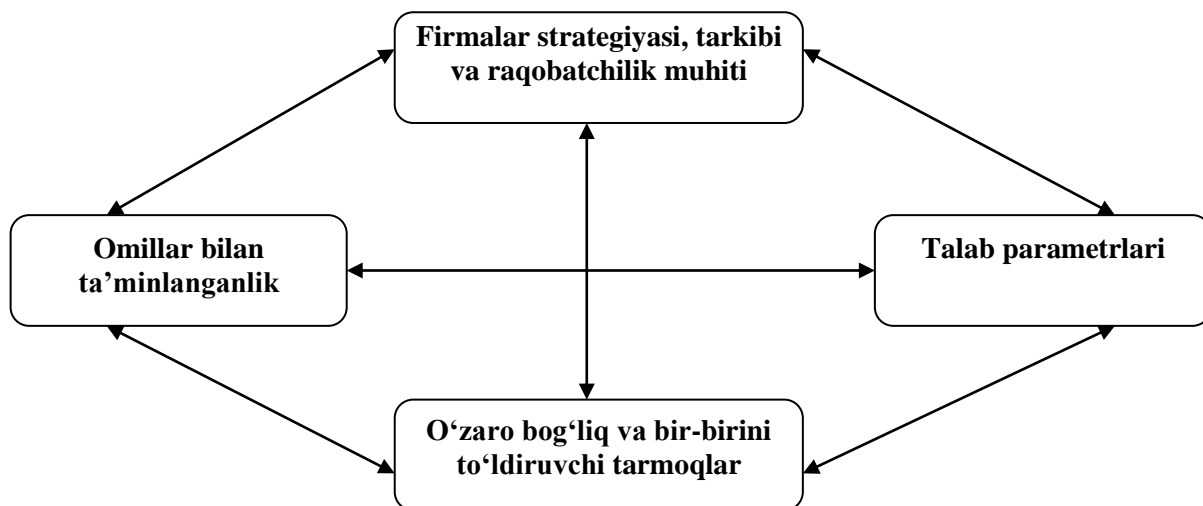 Firmalar strategiyasi, tarkibi
va raqobatchilik muhiti
Omillar bilan
ta’minlanganlik
Talab parametrlari
O‘zaro bog‘liq va bir-birini
to‘ldiruvchi tarmoqlar